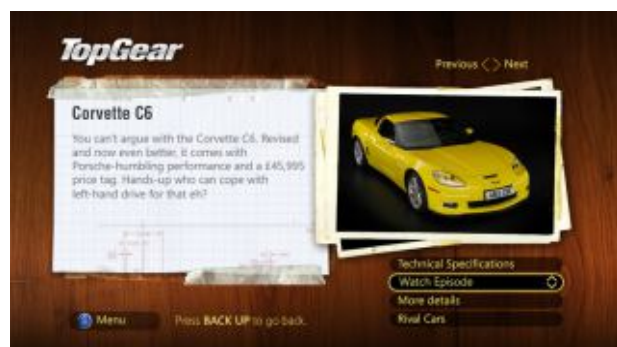 TopGear
Previous < > Next
Corvette C6
You can't argue with the Corvette C6. Revised
and now even better, it comes with
Porsche-humbling performance and a £45,995
price tag. Hands-up who can cope with
left-hand drive for that eh?
Technical Specifications
Watch Episode
More details
Rival Cars
Menu
Press BACK UP to go back.